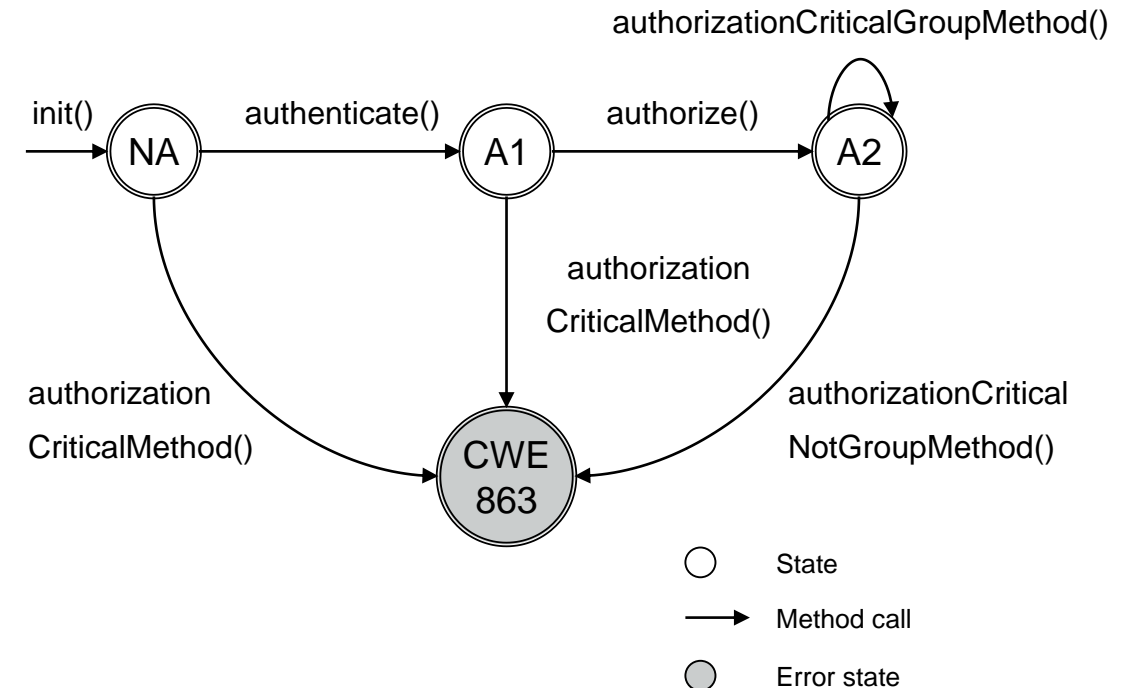 authorizationCriticalGroupMethod()
init()
authenticate()
authorize()
NA
A1
A2
authorization
CriticalMethod()
authorization
CriticalMethod()
authorizationCritical
NotGroupMethod()
CWE
863
State
Method call
Error state